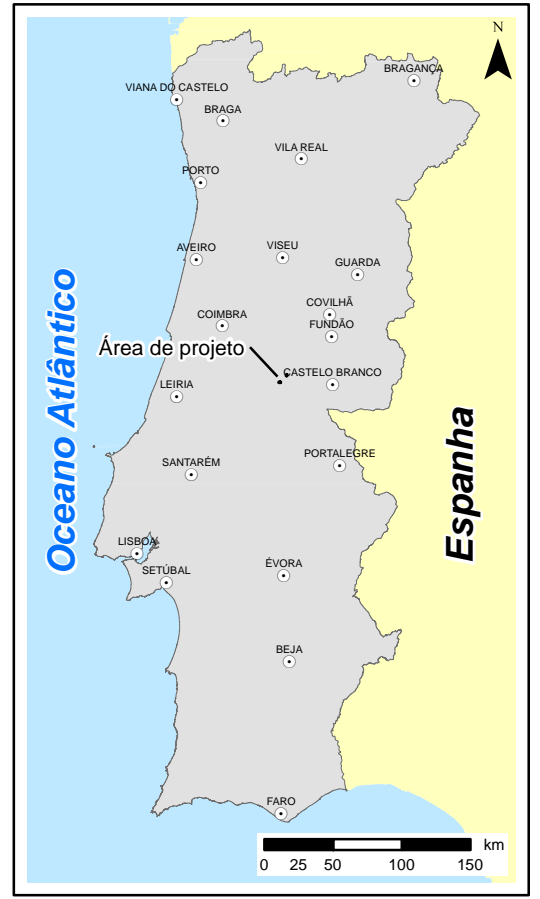 N
BRAGANÇA
VIANA DO CASTELO
BRAGA
VILA REAL
PORTO
AVEIRO
VISEU
GUARDA
COVILHÃ
COIMBRA
FUNDÃO
Área de projeto
CASTELO BRANCO
LEIRIA
Oceano Atlântico
Espanha
PORTALEGRE
SANTARÉM
LISBOA
SETÚBAL
ÉVORA
BEJA
FARO
km
0 25 50 100 150